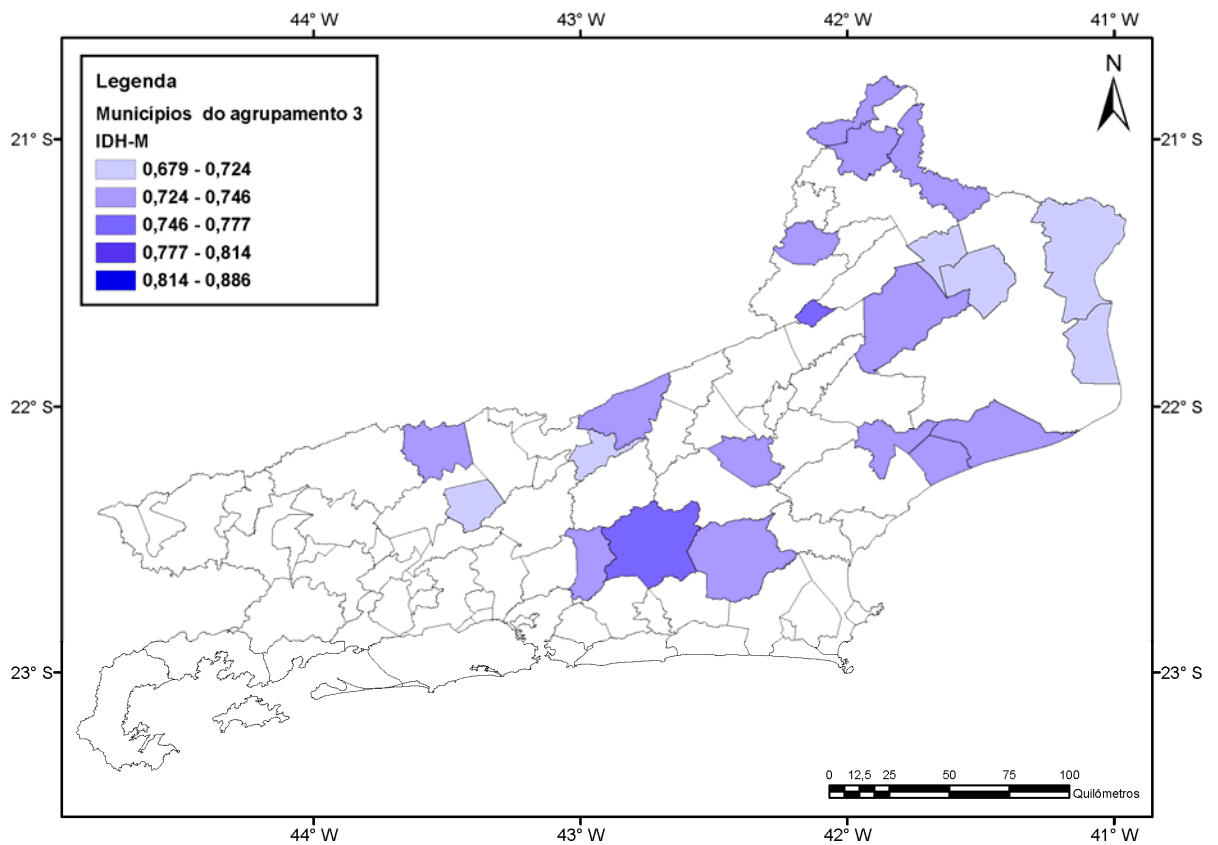 44° W 43° W 42° W 41° W
Legenda
Municípios do agrupamento 3
IDH-M
0,679 - 0,724
0,724 - 0,746
0,746 - 0,777
0,777 - 0,814
0,814 - 0,886
N
21° S 21° S
22° S 22° S
23° S 23° S
0 12,5 25 50 75 100
Quilômetros
44° W 43° W 42° W 41° W